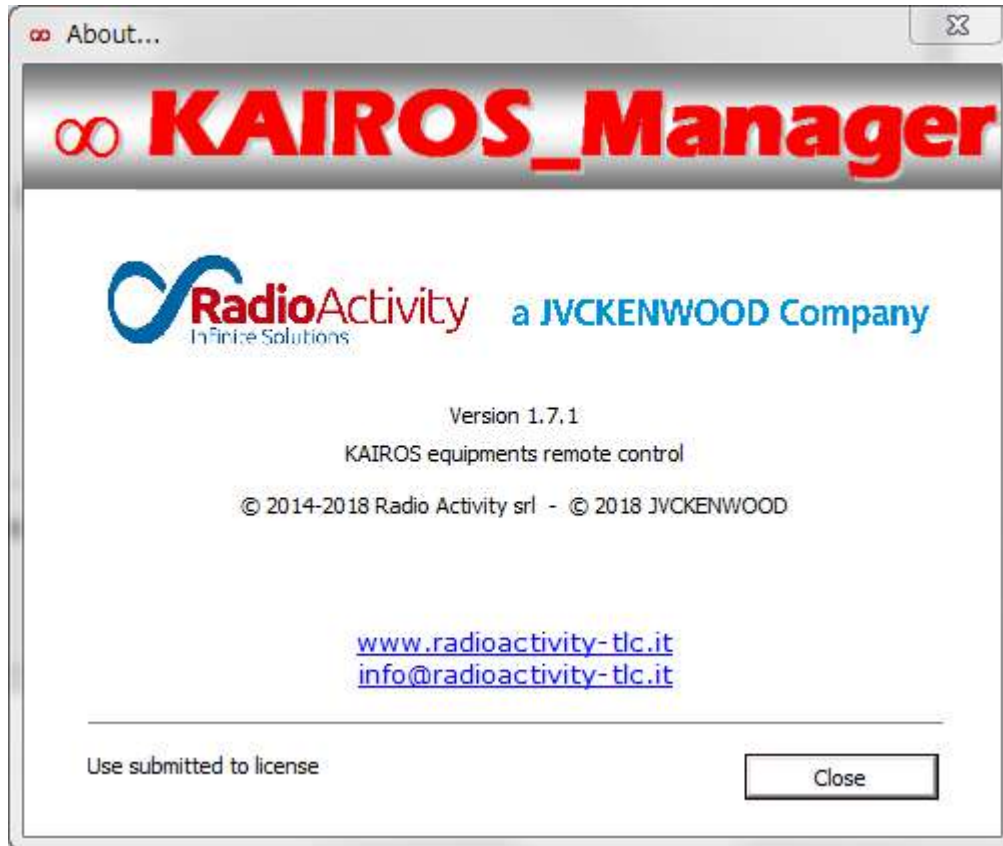 ∞ About...
∞ KAIROS_Manager
RadioActivity a JVCKENWOOD Company
Infinite Solutions
Version 1.7.1
KAIROS equipments remote control
© 2014-2018 Radio Activity srl - © 2018 JVCKENWOOD
www.radioactivity-tlc.it
info@radioactivity-tlc.it
Use submitted to license
Close